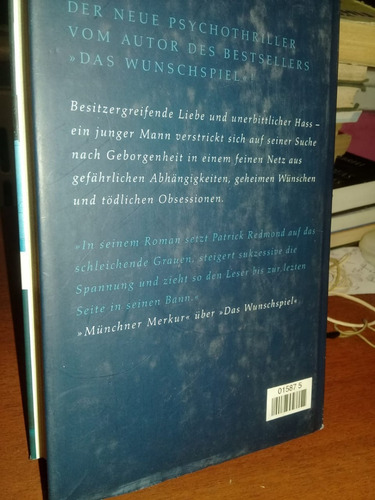 DER NEUE PSYCHOTHRILLER
VOM AUTOR DES BESTSELLERS
»DAS WUNSCHSPIEL«
Besitzergreifende Liebe und unerbittlicher Hass –
ein junger Mann verstrickt sich auf seiner Suche
nach Geborgenheit in einem feinen Netz aus
gefährlichen Abhängigkeiten, geheimen Wünschen
und tödlichen Obsessionen.
»In seinem Roman setzt Patrick Redmond auf das
schleichende Grauen, steigert sukzessive die
Spannung und zieht so den Leser bis zur letzten
Seite in seinen Bann.«
»Münchner Merkur« über »Das Wunschspiel«
01587 5